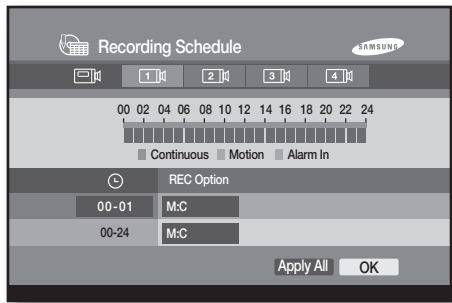 Recording Schedule
SAMSUNG
1 2 3 4
00 02 04 06 08 10 12 14 16 18 20 22 24
Continuous Motion Alarm In
REC Option
00-01 M:C
00-24 M:C
Apply All OK